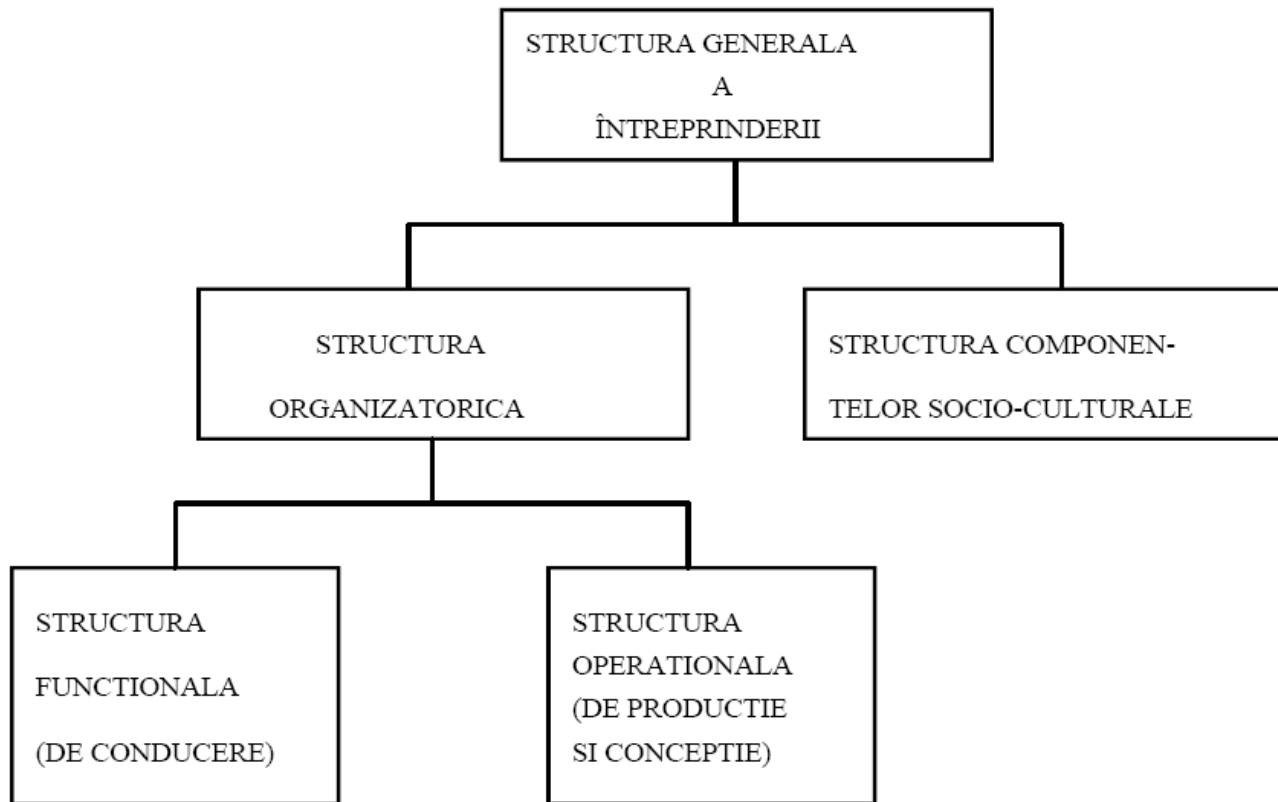 STRUCTURA GENERALA
A
ÎNTREPRINDERII
STRUCTURA
ORGANIZATORICA
STRUCTURA COMPONEN-
TELOR SOCIO-CULTURALE
STRUCTURA
FUNCTIONALA
(DE CONDUCERE)
STRUCTURA
OPERATIONALA
(DE PRODUCTIE
SI CONCEPTIE)